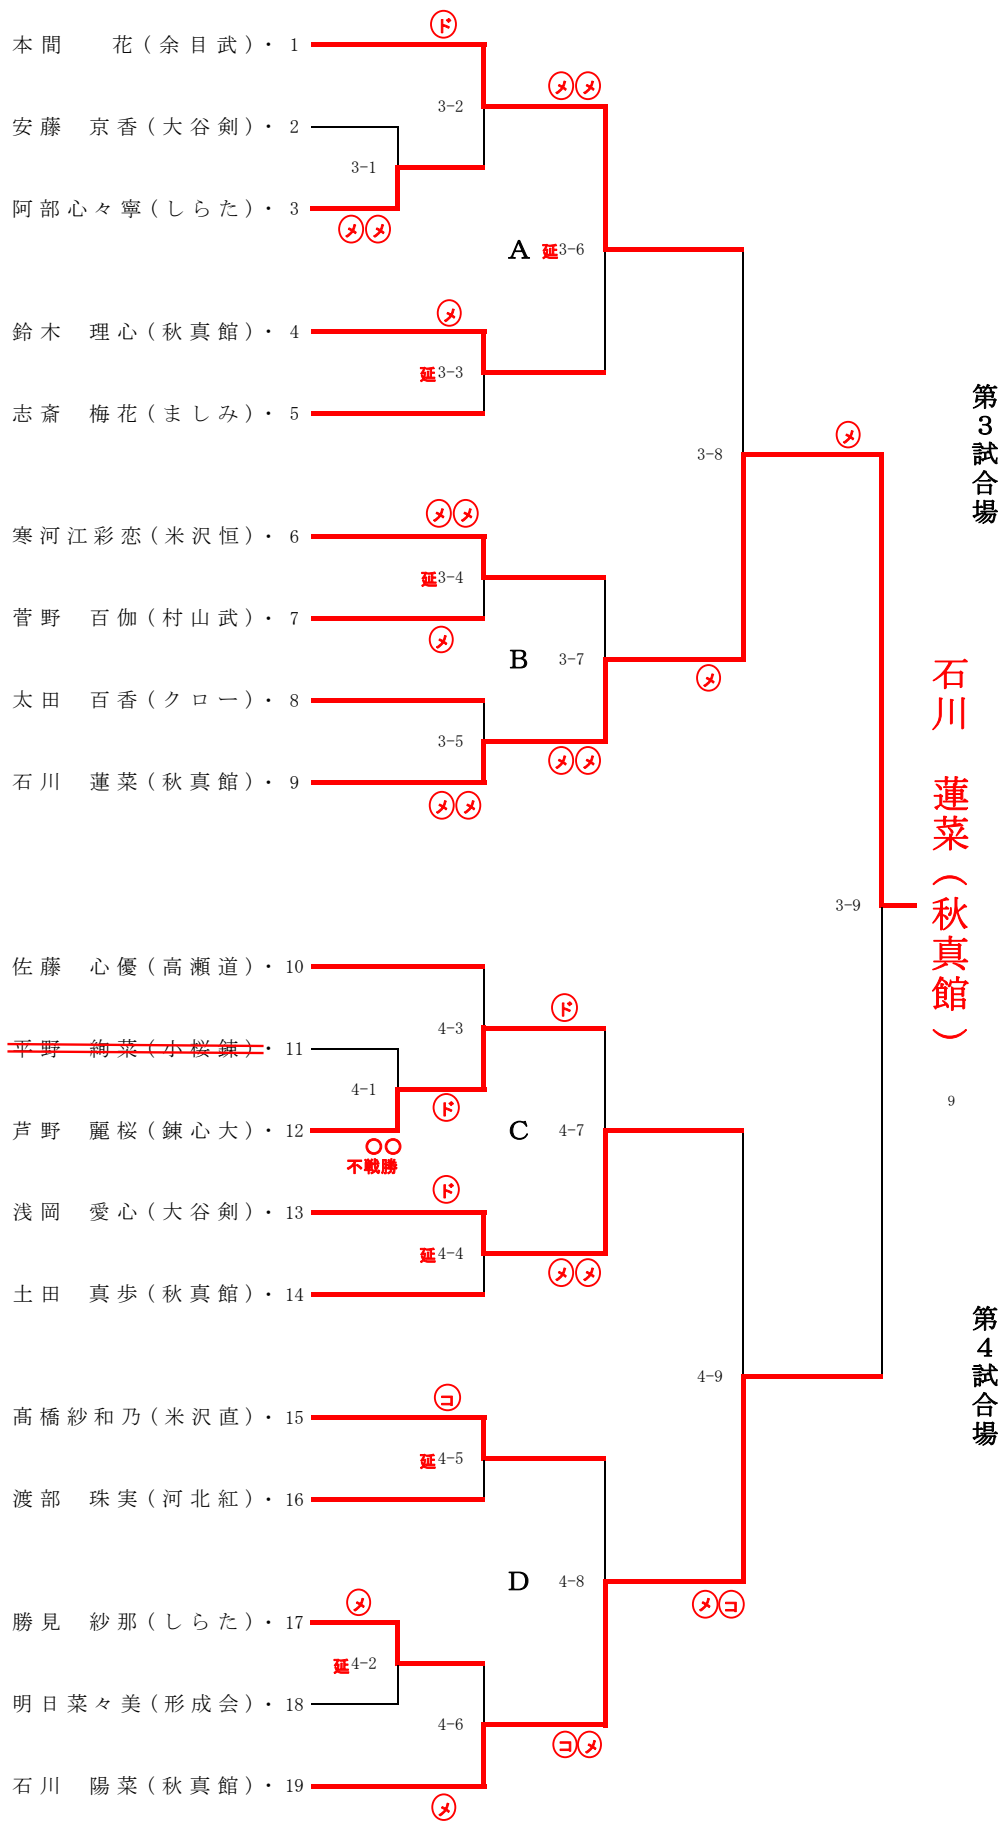 ド
本間 花(余目武)・ 1
メメ
3-2
安藤 京香(大谷剣)・ 2
3-1
阿部心々寧(しらた)・ 3
メメ
A 延3-6
メ
鈴木 理心(秋真館)・ 4
延3-3
志斎 梅花(ましみ)・ 5
第3試合場
メ
3-8
メメ
寒河江彩恋(米沢恒)・ 6
延3-4
菅野 百伽(村山武)・ 7
メ
B 3-7
メ
太田 百香(クロー)・ 8
3-5
メメ
石川 蓮菜(秋真館)・ 9
メメ
石川 蓮菜(秋真館)
3-9
9
佐藤 心優(高瀬道)・ 10
ド
4-3
平野 絢菜(小桜錬)・ 11
4-1
ド
芦野 麗桜(錬心大)・ 12
○○
不戦勝
C 4-7
ド
浅岡 愛心(大谷剣)・ 13
延4-4
メメ
土田 真歩(秋真館)・ 14
第4試合場
4-9
コ
髙橋紗和乃(米沢直)・ 15
延4-5
渡部 珠実(河北紅)・ 16
D 4-8
メコ
メ
勝見 紗那(しらた)・ 17
延4-2
明日菜々美(形成会)・ 18
4-6
コメ
石川 陽菜(秋真館)・ 19
メ